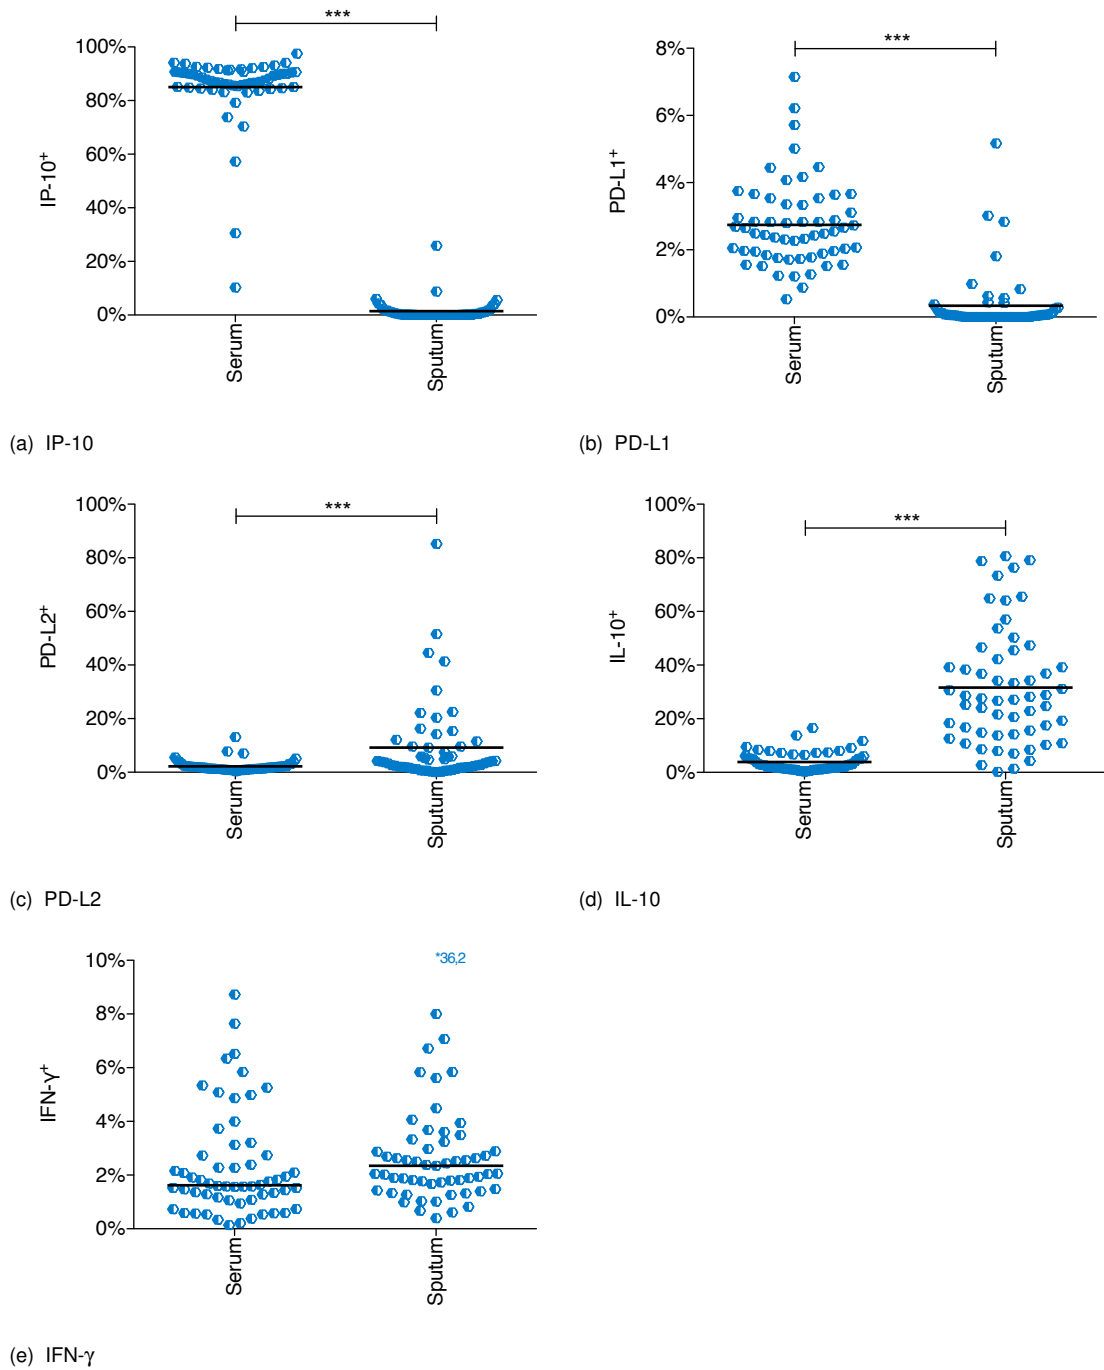 ***
100%
80%
60%
40%
20%
0%
IP-10+
Serum
Sputum
(a) IP-10
***
8%
6%
4%
2%
0%
PD-L1+
Serum
Sputum
(b) PD-L1
***
100%
80%
60%
40%
20%
0%
PD-L2+
Serum
Sputum
(c) PD-L2
***
100%
80%
60%
40%
20%
0%
IL-10+
Serum
Sputum
(d) IL-10
*36,2
10%
8%
6%
4%
2%
0%
IFN-γ+
Serum
Sputum
(e) IFN-γ